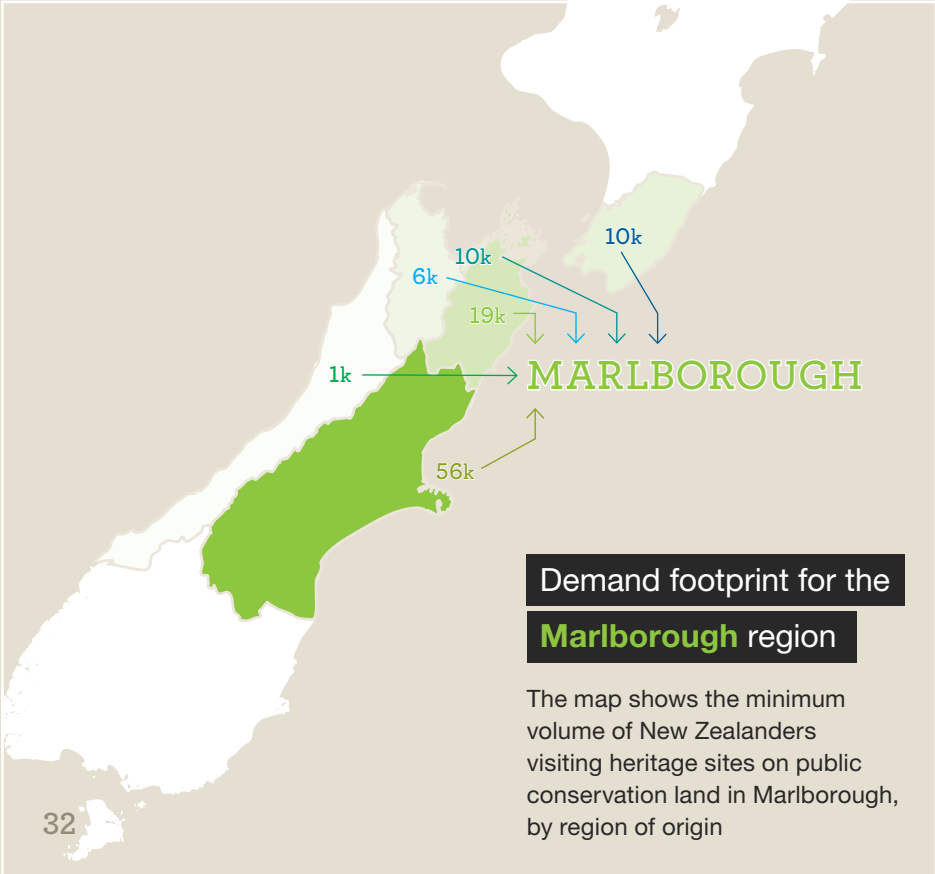 10k
10k
6k
19k
1k
MARLBOROUGH
56k
Demand footprint for the
Marlborough region
The map shows the minimum
volume of New Zealanders
visiting heritage sites on public
conservation land in Marlborough,
by region of origin
32